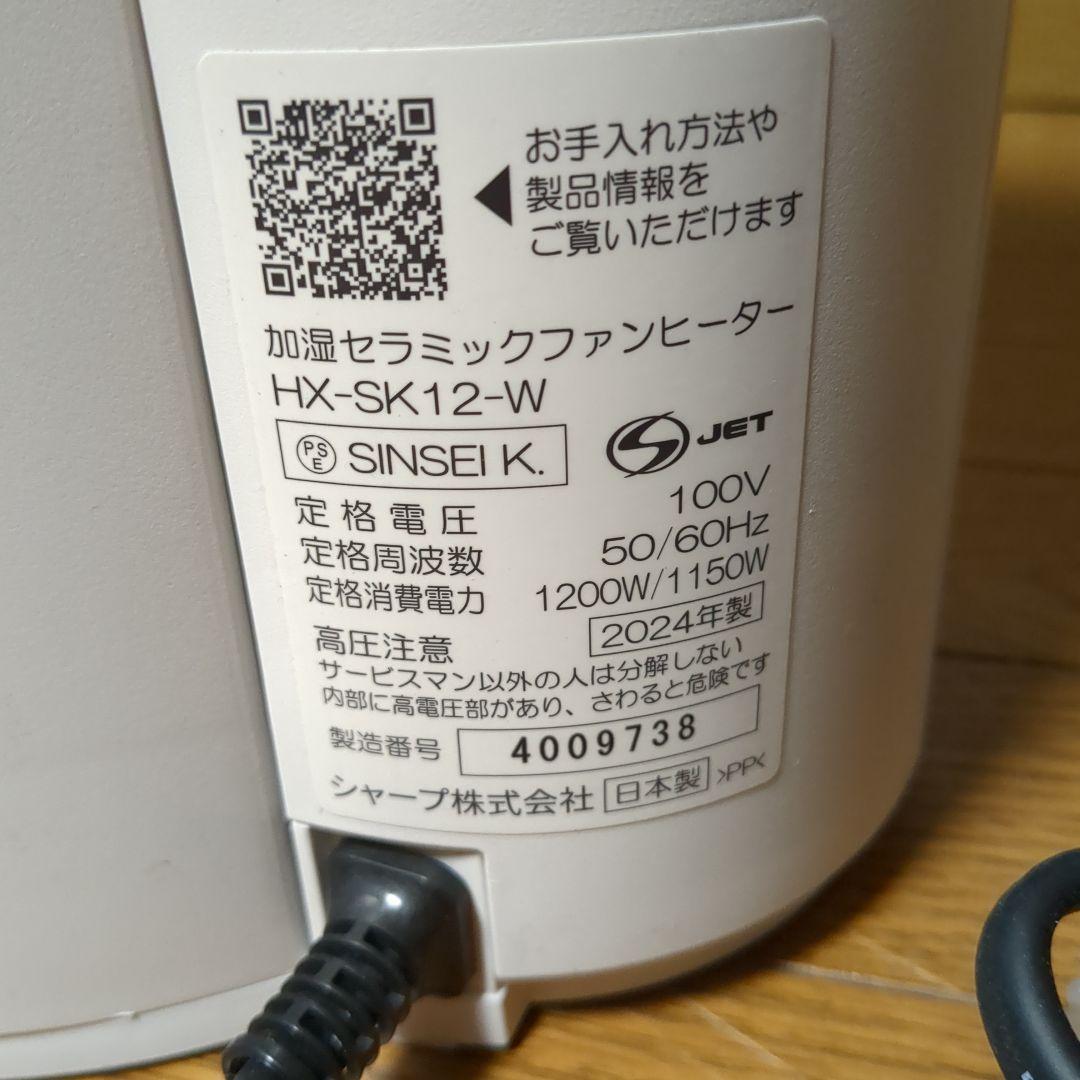 お手入れ方法や
製品情報を
ご覧いただけます
加湿セラミックファンヒーター
HX-SK12-W
PSE SINSEI K.
S JET
定格電圧 100V
定格周波数 50/60Hz
定格消費電力 1200W/1150W
2024年製
高圧注意
サービスマン以外の人は分解しない
内部に高電圧部があり、さわると危険です
製造番号 4009738
シャープ株式会社 日本製 >PP<